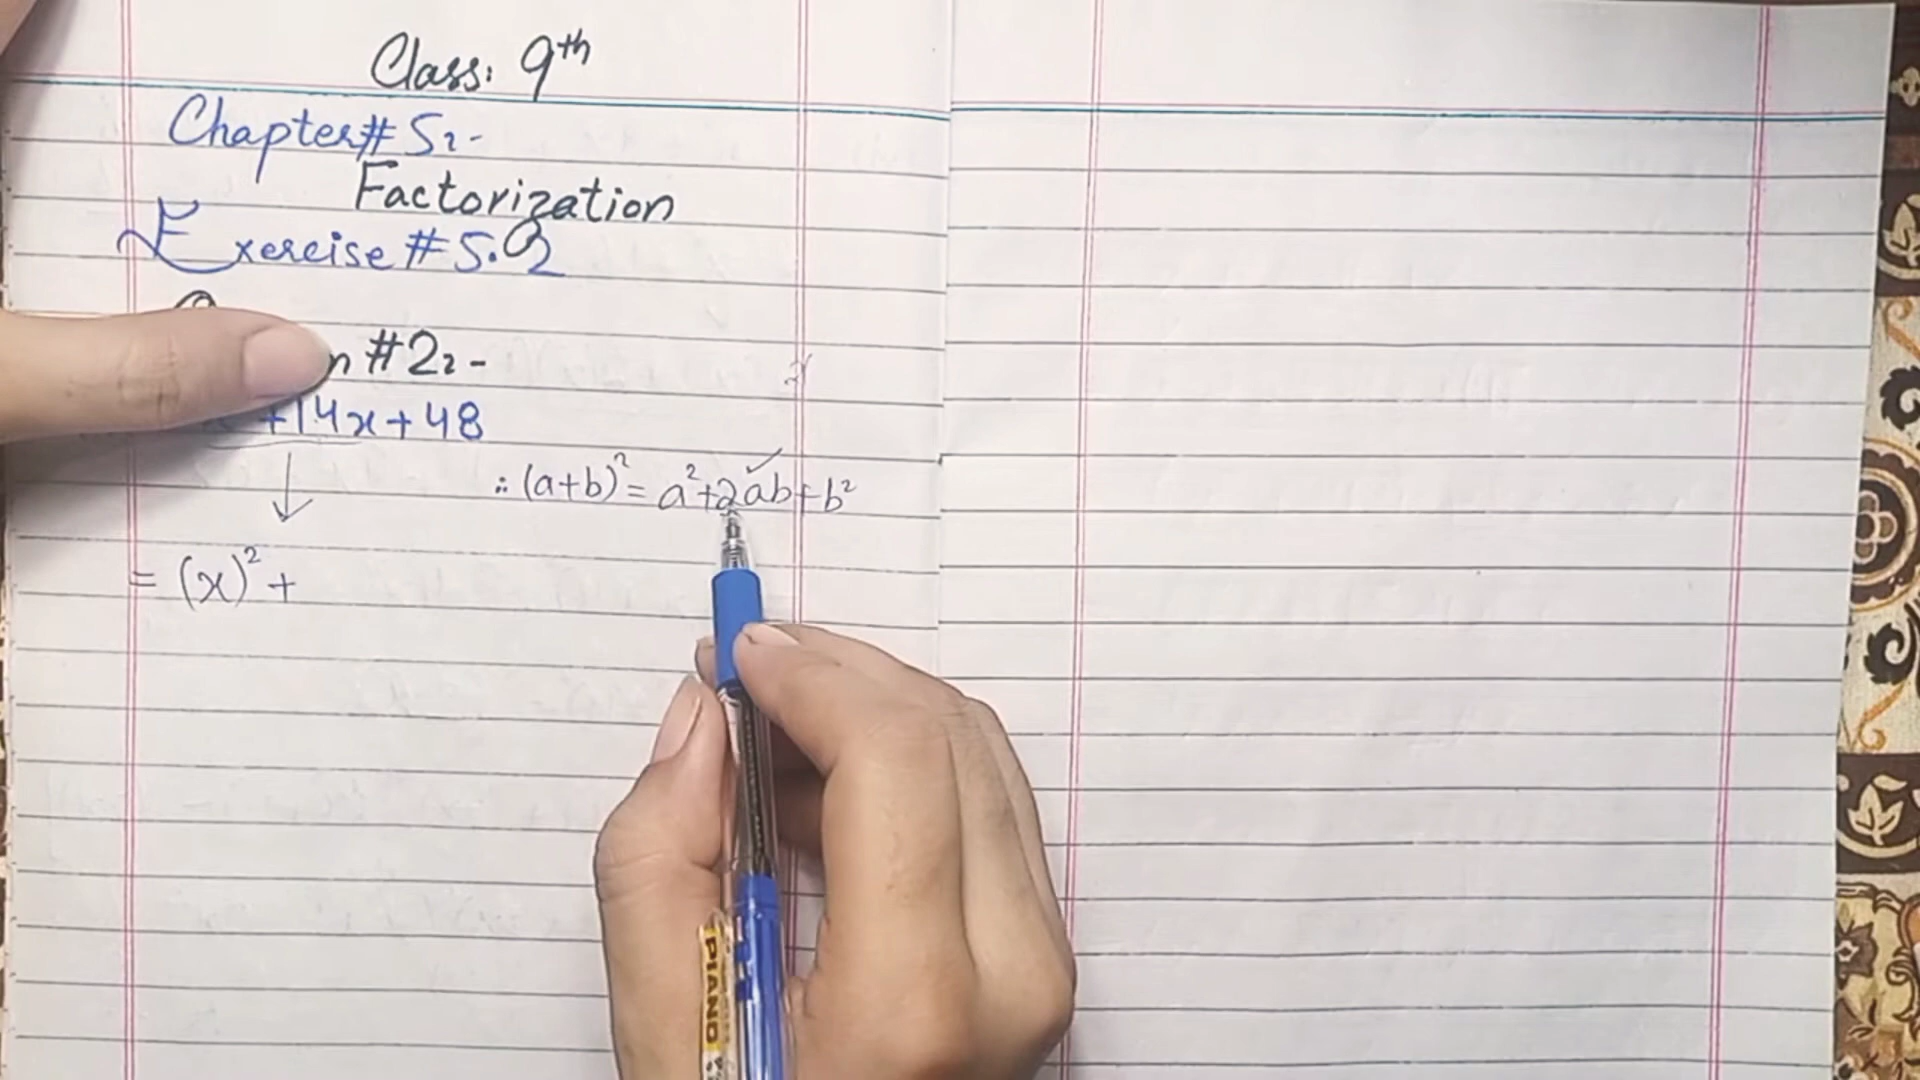 Class: 9th
Chapter# 5:-
Factorization
Exercise # 5.2
n #2:-
+14x+48
∴ (a+b)² = a²+2ab+b²
= (x)² +
PIANO